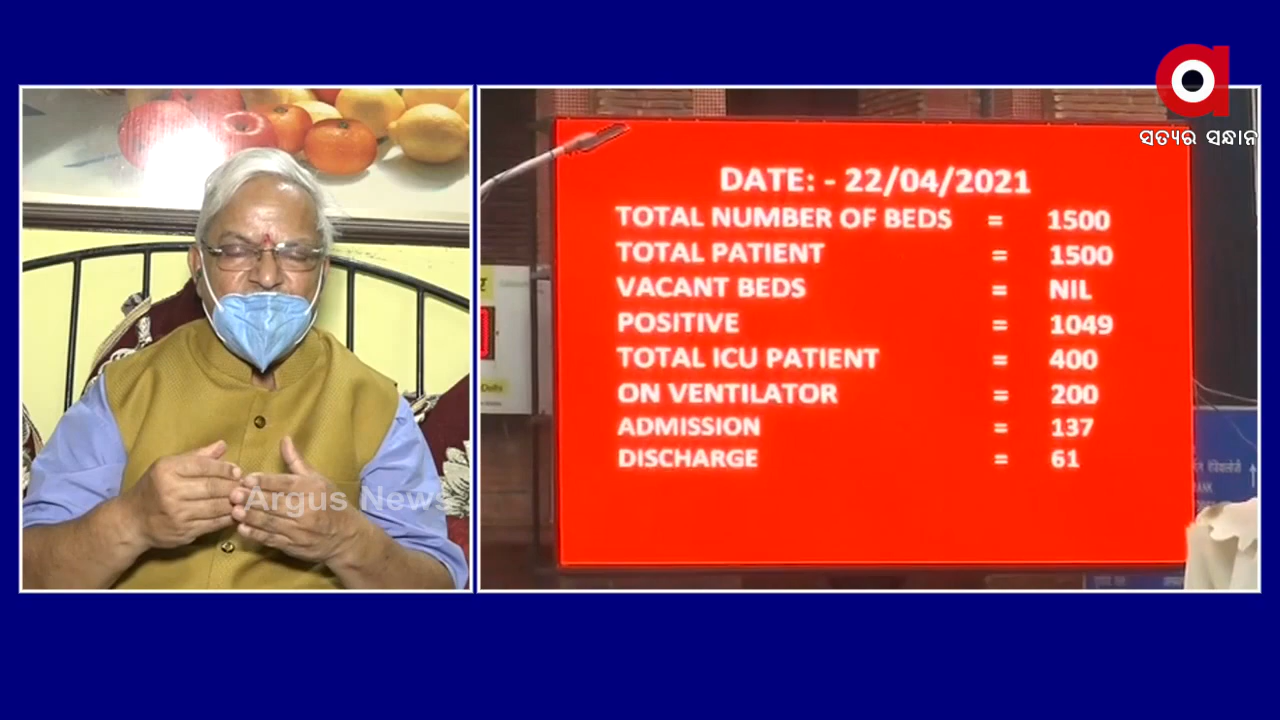 ସତ୍ୟର ସନ୍ଧାନ
DATE: - 22/04/2021
TOTAL NUMBER OF BEDS = 1500
TOTAL PATIENT = 1500
VACANT BEDS = NIL
POSITIVE = 1049
TOTAL ICU PATIENT = 400
ON VENTILATOR = 200
ADMISSION = 137
DISCHARGE = 61
Argus News